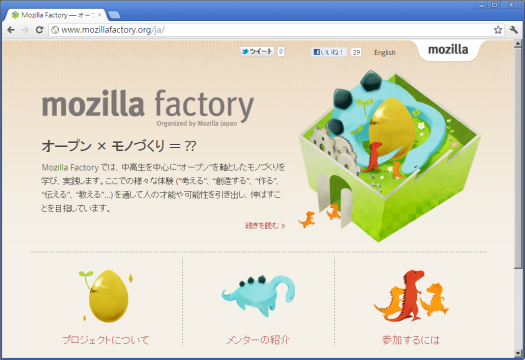 Mozilla Factory — オープ
www.mozillafactory.org/ja/
ツイート 0 いいね! 29 English mozilla
mozilla factory
Organized by Mozilla Japan
オープン × モノづくり = ??
Mozilla Factory では、中高生を中心に“オープン”を軸としたモノづくりを
学び、実践します。ここでの様々な体験 (“考える”、“創造する”、“作る”、
“伝える”、“教える”...) を通して人の才能や可能性を引き出し、伸ばすこ
とを目指しています。
続きを読む »
プロジェクトについて
メンターの紹介
参加するには